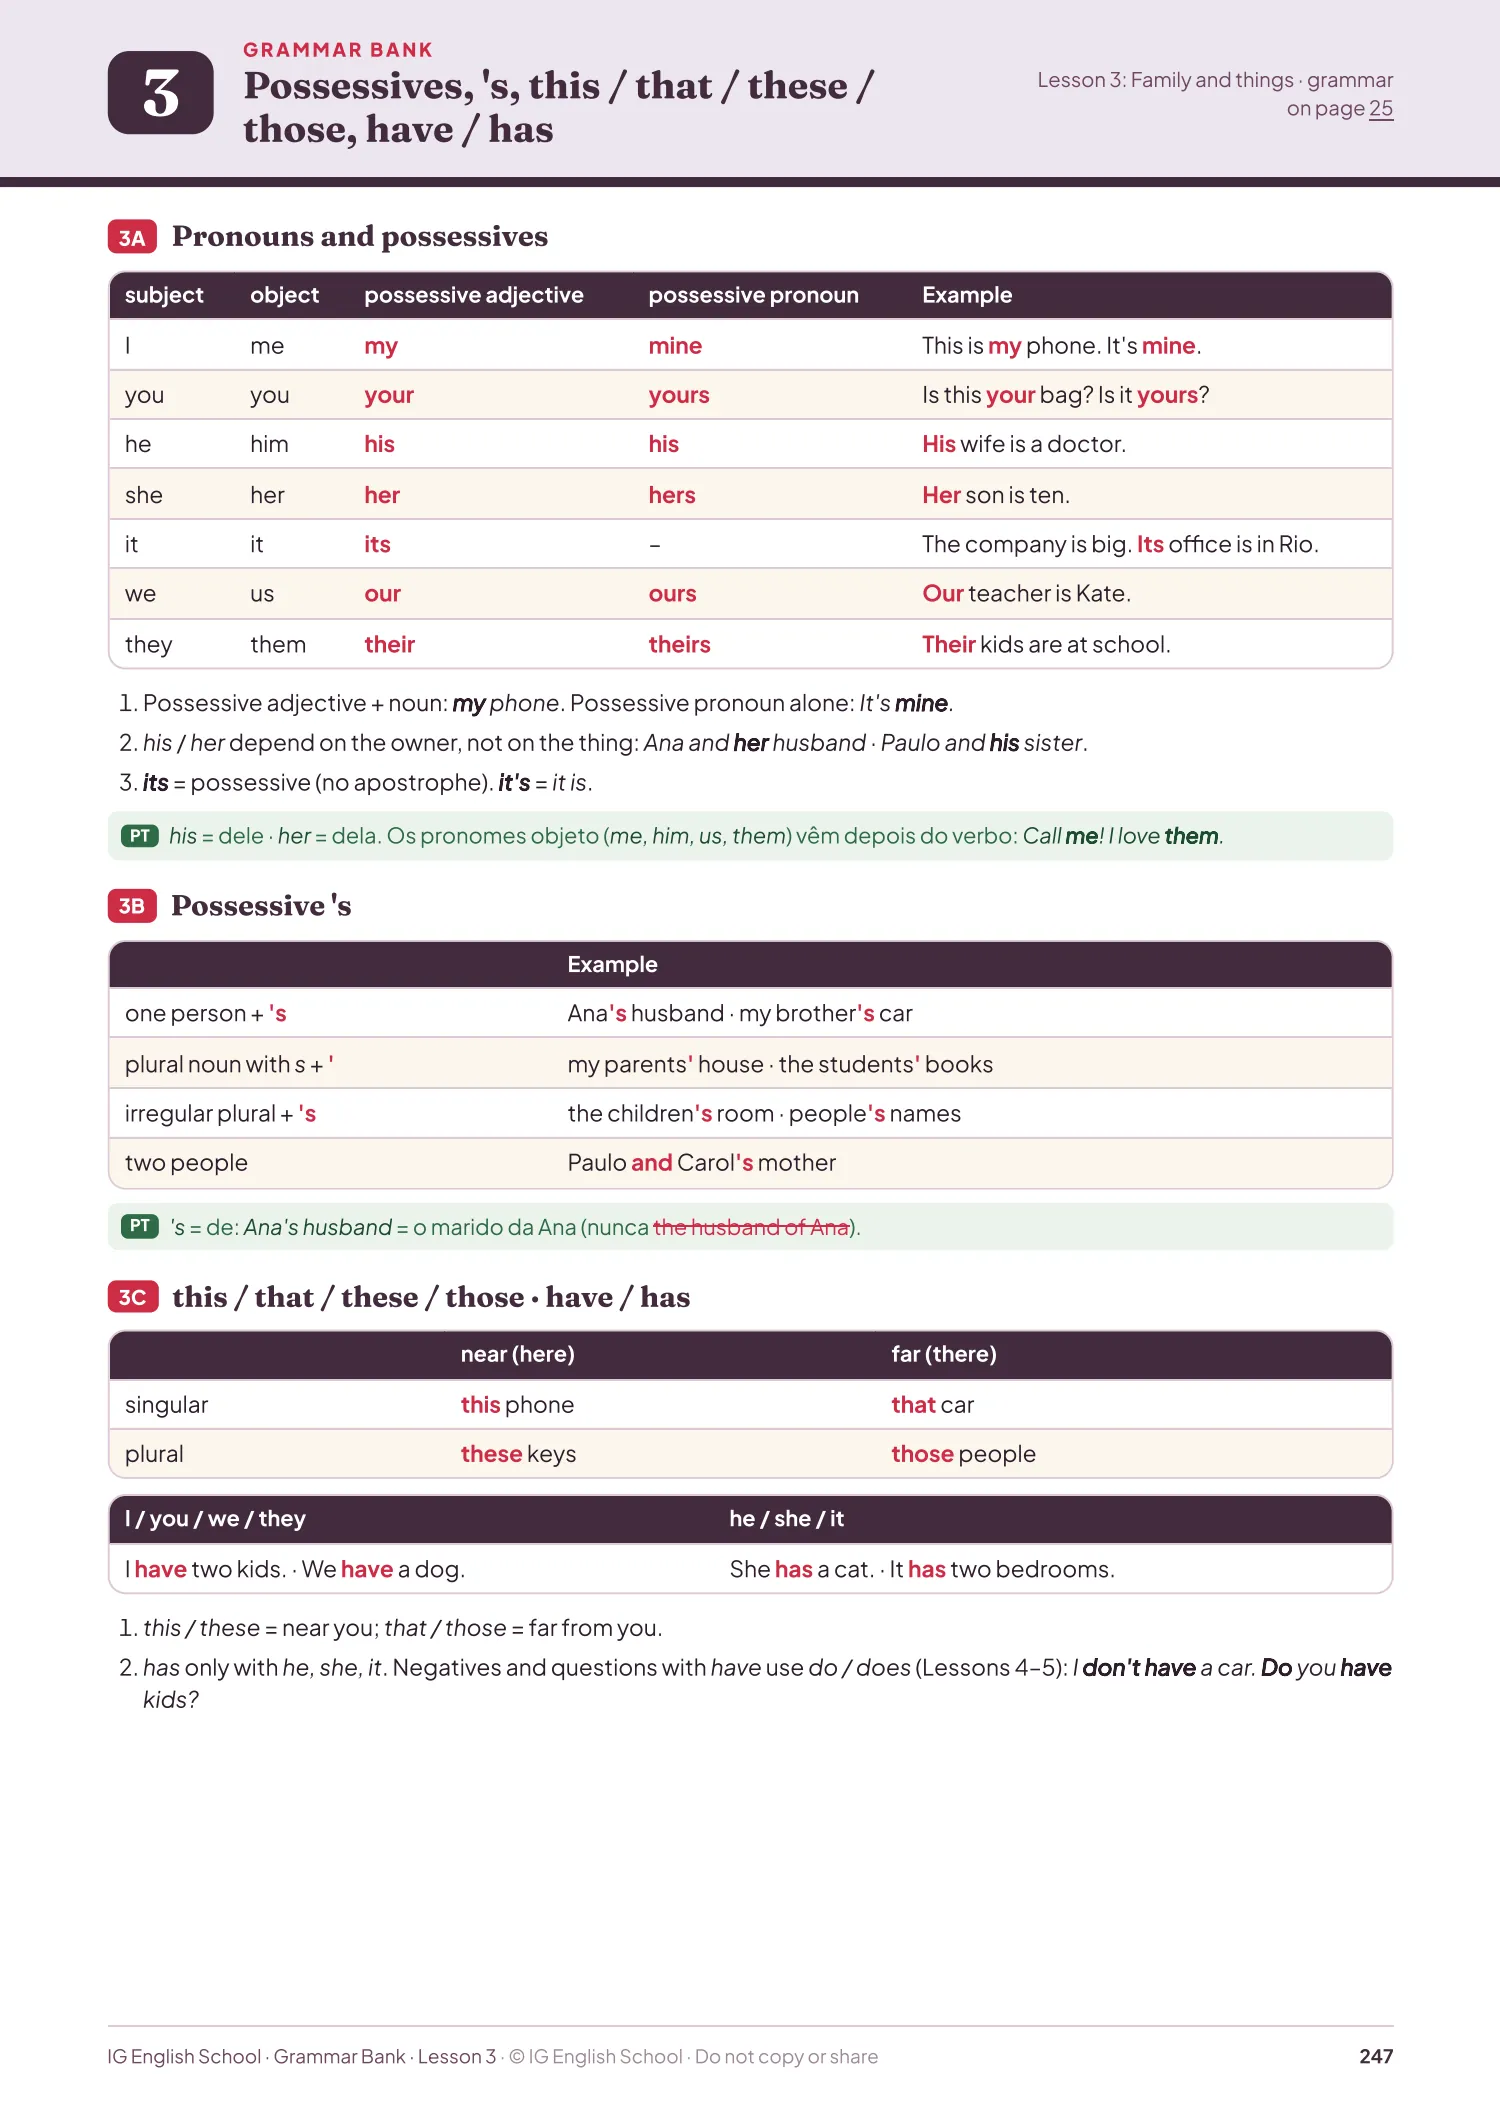 3
GRAMMAR BANK
Possessives, 's, this / that / these /
those, have / has
Lesson 3: Family and things · grammar
on page 25
3A Pronouns and possessives
subject object possessive adjective possessive pronoun Example
I me my mine This is my phone. It's mine.
you you your yours Is this your bag? Is it yours?
he him his his His wife is a doctor.
she her her hers Her son is ten.
it it its – The company is big. Its office is in Rio.
we us our ours Our teacher is Kate.
they them their theirs Their kids are at school.
1. Possessive adjective + noun: my phone. Possessive pronoun alone: It's mine.
2. his / her depend on the owner, not on the thing: Ana and her husband · Paulo and his sister.
3. its = possessive (no apostrophe). it's = it is.
PT his = dele · her = dela. Os pronomes objeto (me, him, us, them) vêm depois do verbo: Call me! I love them.
3B Possessive 's
Example
one person + 's Ana's husband · my brother's car
plural noun with s + ' my parents' house · the students' books
irregular plural + 's the children's room · people's names
two people Paulo and Carol's mother
PT 's = de: Ana's husband = o marido da Ana (nunca the husband of Ana).
3C this / that / these / those · have / has
near (here) far (there)
singular this phone that car
plural these keys those people
I / you / we / they he / she / it
I have two kids. · We have a dog. She has a cat. · It has two bedrooms.
1. this / these = near you; that / those = far from you.
2. has only with he, she, it. Negatives and questions with have use do / does (Lessons 4–5): I don't have a car. Do you have
kids?
IG English School · Grammar Bank · Lesson 3 · © IG English School · Do not copy or share 247